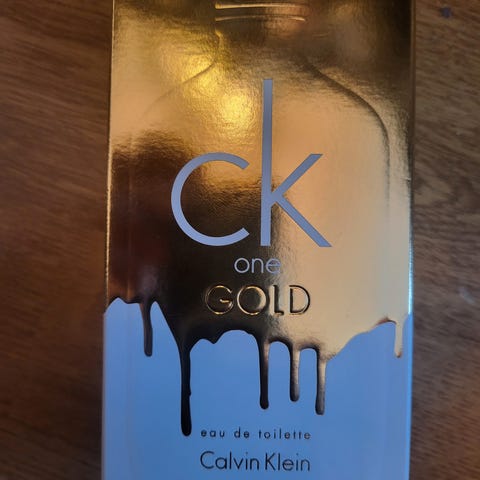 ck
one
GOLD
eau de toilette
Calvin Klein